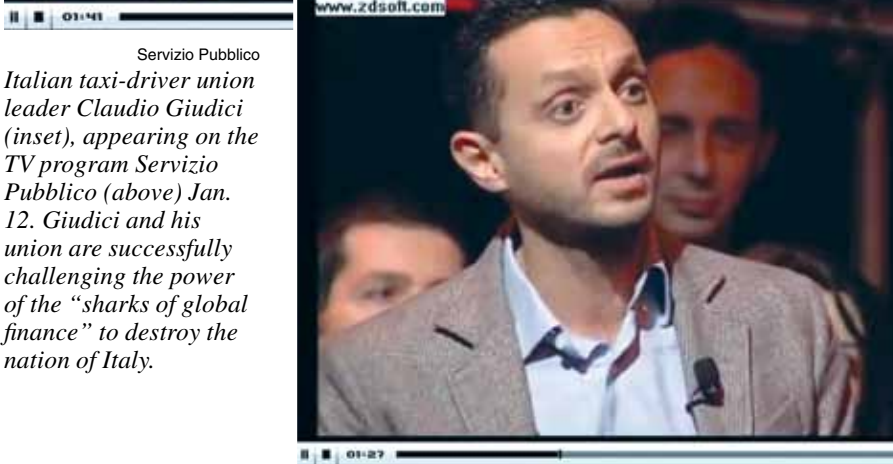 01:41
Servizio Pubblico
Italian taxi-driver union
leader Claudio Giudici
(inset), appearing on the
TV program Servizio
Pubblico (above) Jan.
12. Giudici and his
union are successfully
challenging the power
of the “sharks of global
finance” to destroy the
nation of Italy.
www.zdsoft.com
01:27